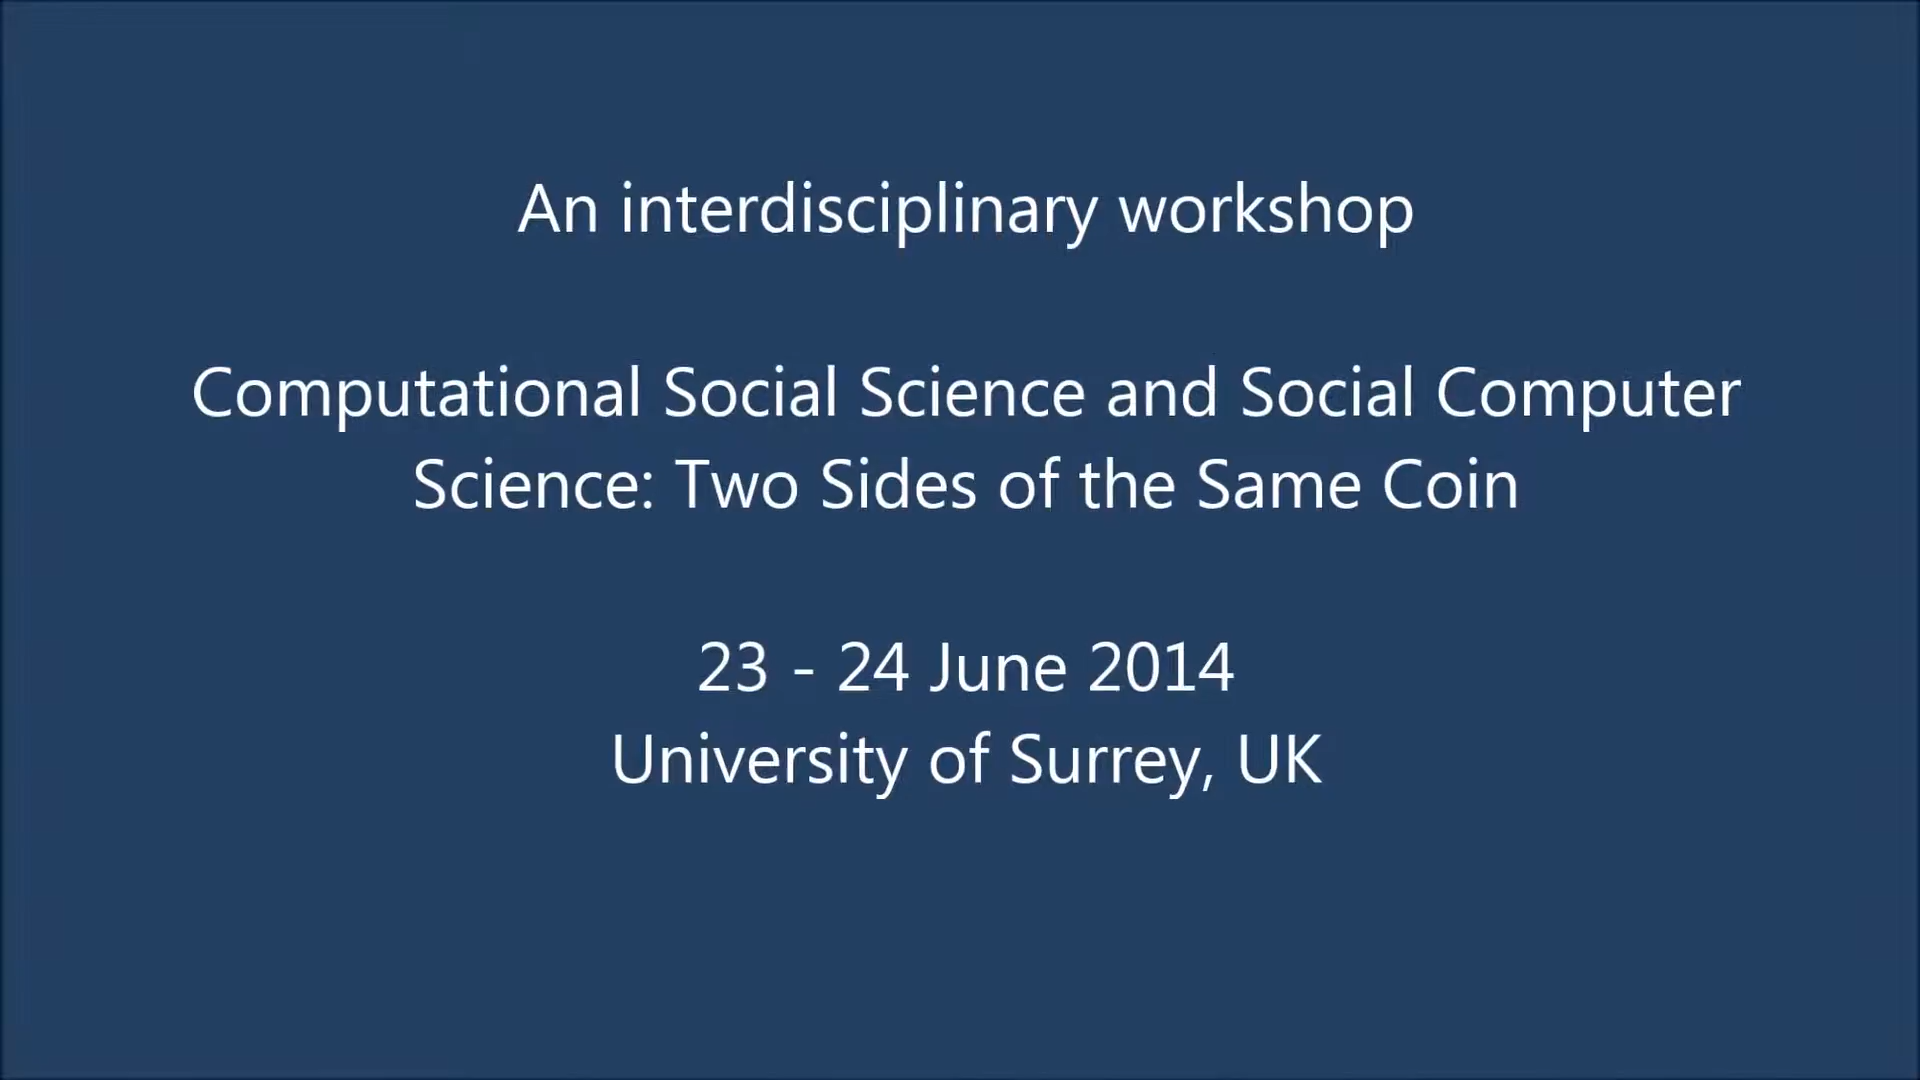 An interdisciplinary workshop
Computational Social Science and Social Computer
Science: Two Sides of the Same Coin
23 - 24 June 2014
University of Surrey, UK